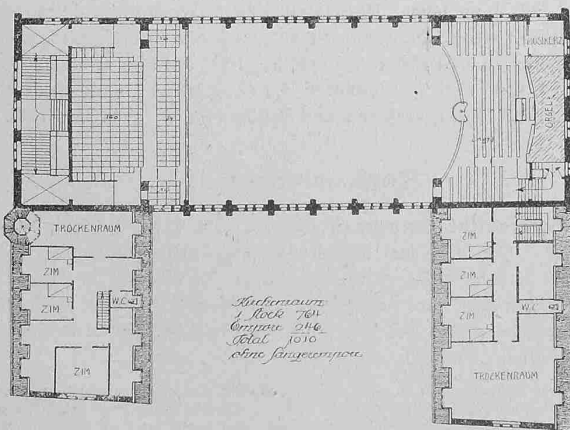 MUSIKERZ.
ORGEL
TROCKENRAUM
ZIM
ZIM
W.C.
ZIM
ZIM
ZIM
ZIM
W.C
TROCKENRAUM
Kirchenraum:
1 Stock 764
Empore 246
Total 1010
ohne Sängerempore